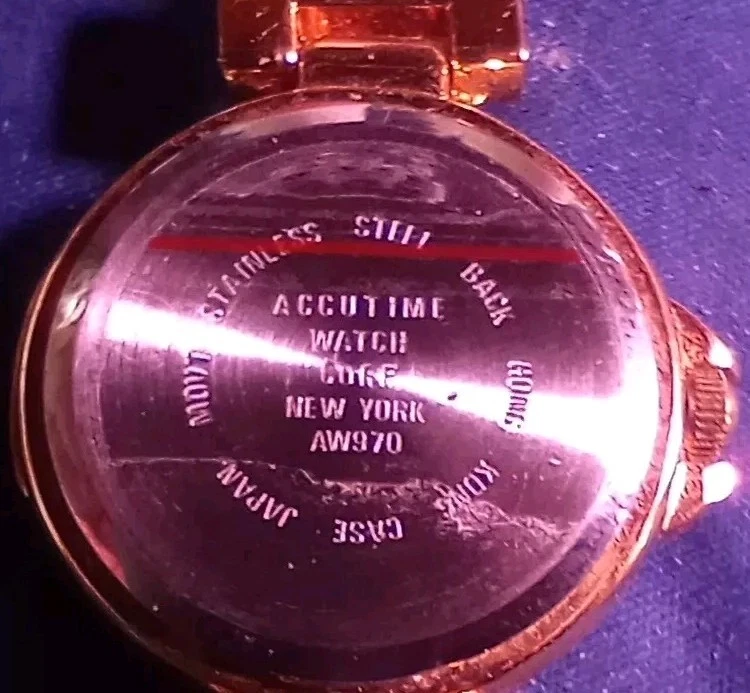 STAINLESS STEEL BACK HONG KONG CASE JAPAN MOVT
ACCUTIME
WATCH
CORP
NEW YORK
AW970